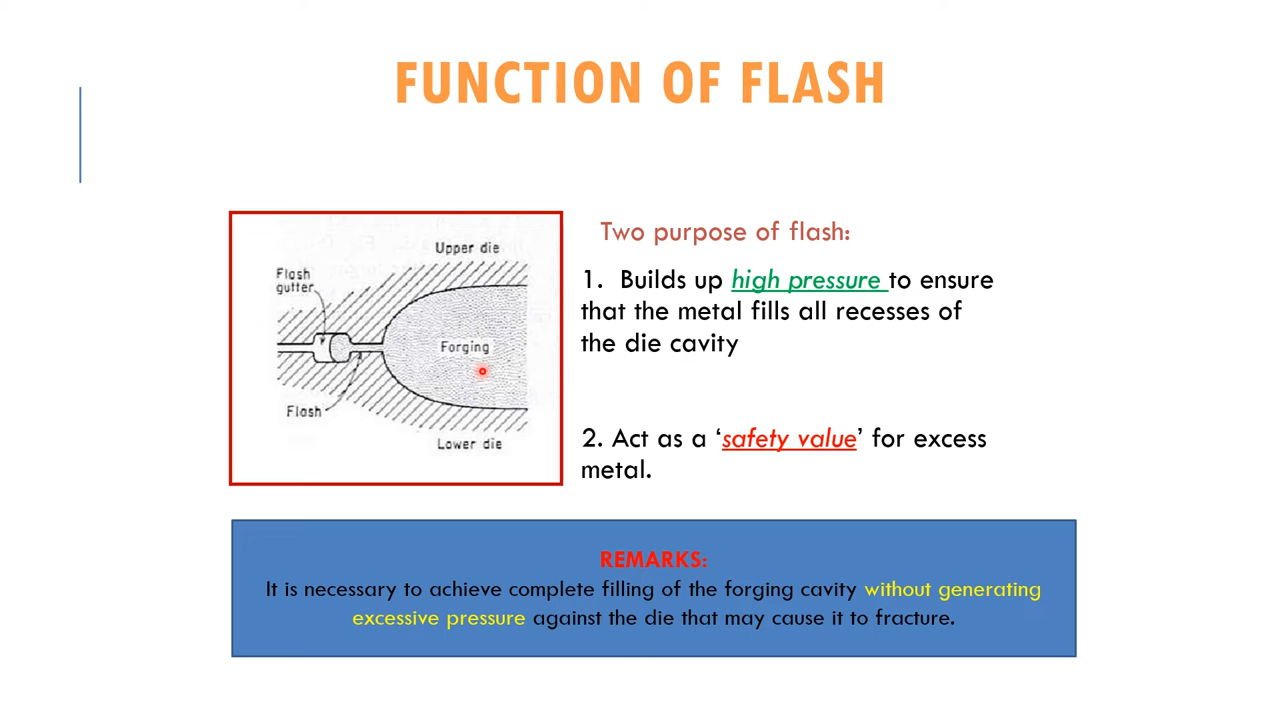 FUNCTION OF FLASH
Upper die
Flash
gutter
Forging
Flash
Lower die
Two purpose of flash:
1. Builds up high pressure to ensure
that the metal fills all recesses of
the die cavity
2. Act as a ‘safety value’ for excess
metal.
REMARKS:
It is necessary to achieve complete filling of the forging cavity without generating
excessive pressure against the die that may cause it to fracture.